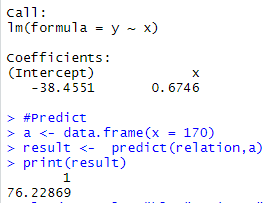 Call:
lm(formula = y ~ x)
Coefficients:
(Intercept) x
-38.4551 0.6746
> #Predict
> a <- data.frame(x = 170)
> result <- predict(relation,a)
> print(result)
1
76.22869